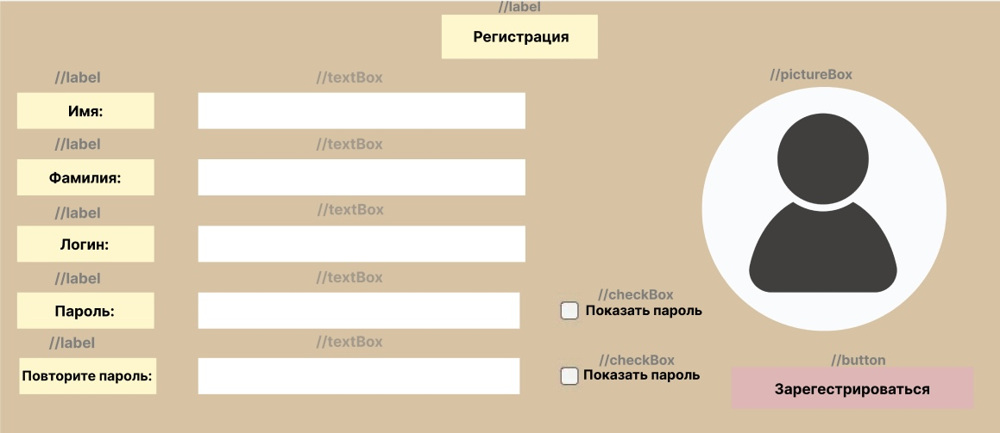 //label
Регистрация
//label //textBox //pictureBox
Имя:
//label //textBox
Фамилия:
//label //textBox
Логин:
//label //textBox
//checkBox
Пароль: Показать пароль
//label //textBox
//checkBox //button
Повторите пароль: Показать пароль
Зарегестрироваться